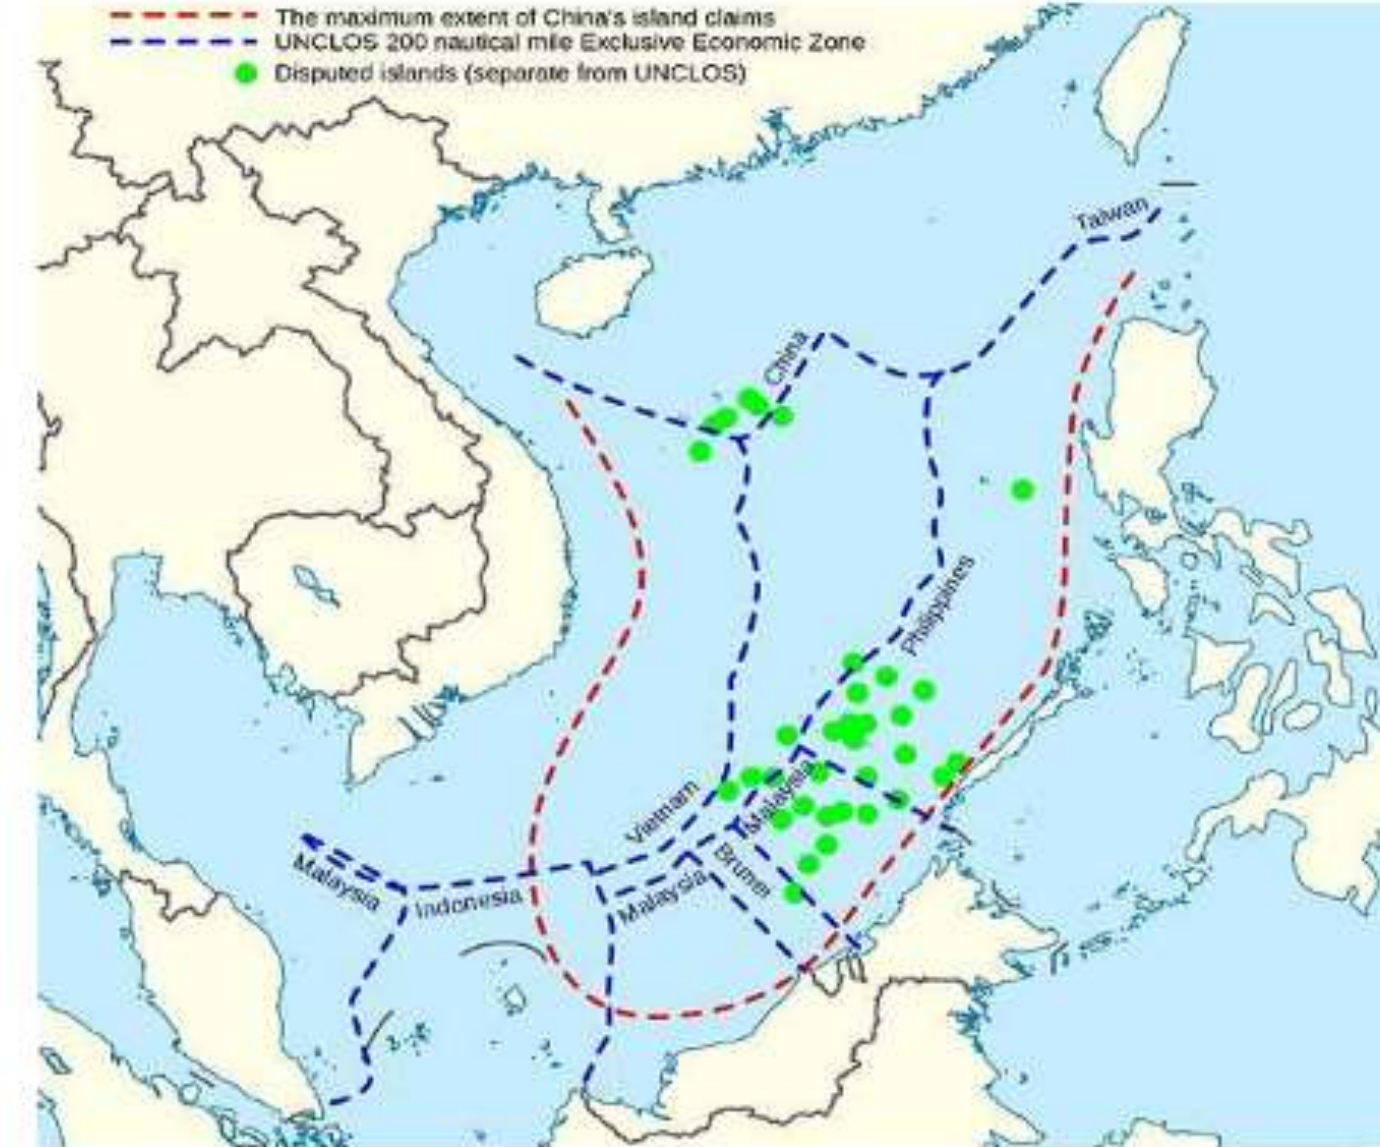 The maximum extent of China's island claims
UNCLOS 200 nautical mile Exclusive Economic Zone
Disputed islands (separate from UNCLOS)
Taiwan
China
Philippines
Malaysia
Vietnam
Brunei
Malaysia
Malaysia
Indonesia